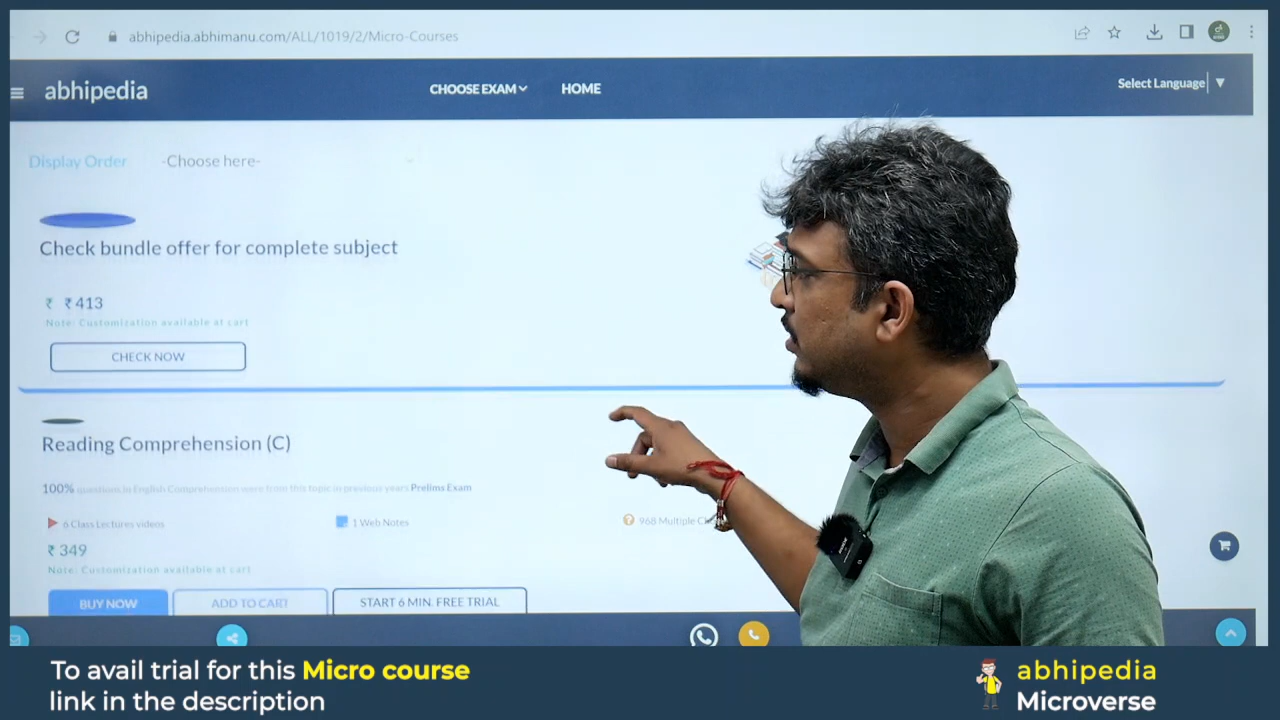 abhipedia.abhimanu.com/ALL/1019/2/Micro-Courses
abhipedia
CHOOSE EXAM
HOME
Select Language
Display Order
-Choose here-
Check bundle offer for complete subject
₹ ₹ 413
Note: Customization available at cart
CHECK NOW
Reading Comprehension (C)
100% question in English Comprehension were from this topic in previous years Prelims Exam
6 Class Lectures videos
1 Web Notes
968 Multiple
₹ 349
Note: Customization available at cart
BUY NOW
ADD TO CART
START 6 MIN. FREE TRIAL
To avail trial for this Micro course
link in the description
abhipedia
Microverse